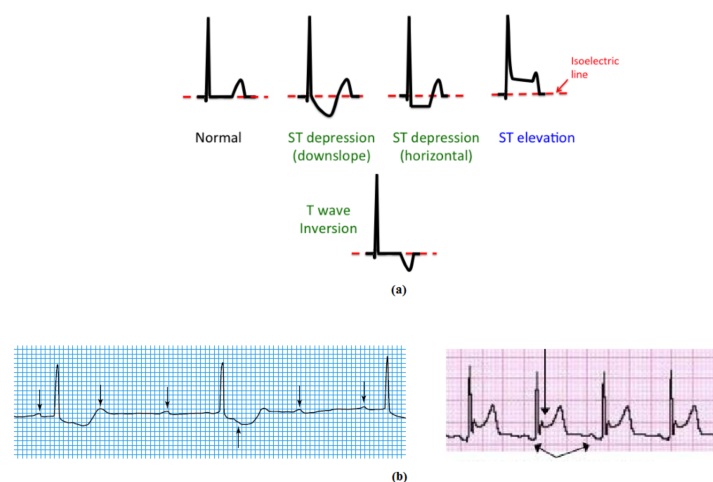 Isoelectric
line
Normal
ST depression
(downslope)
ST depression
(horizontal)
ST elevation
T wave
Inversion
(a)
(b)